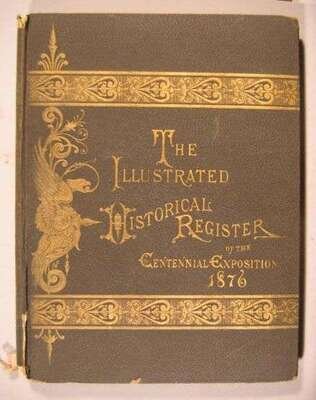 The
Illustrated
Historical Register
of the
Centennial Exposition
1876